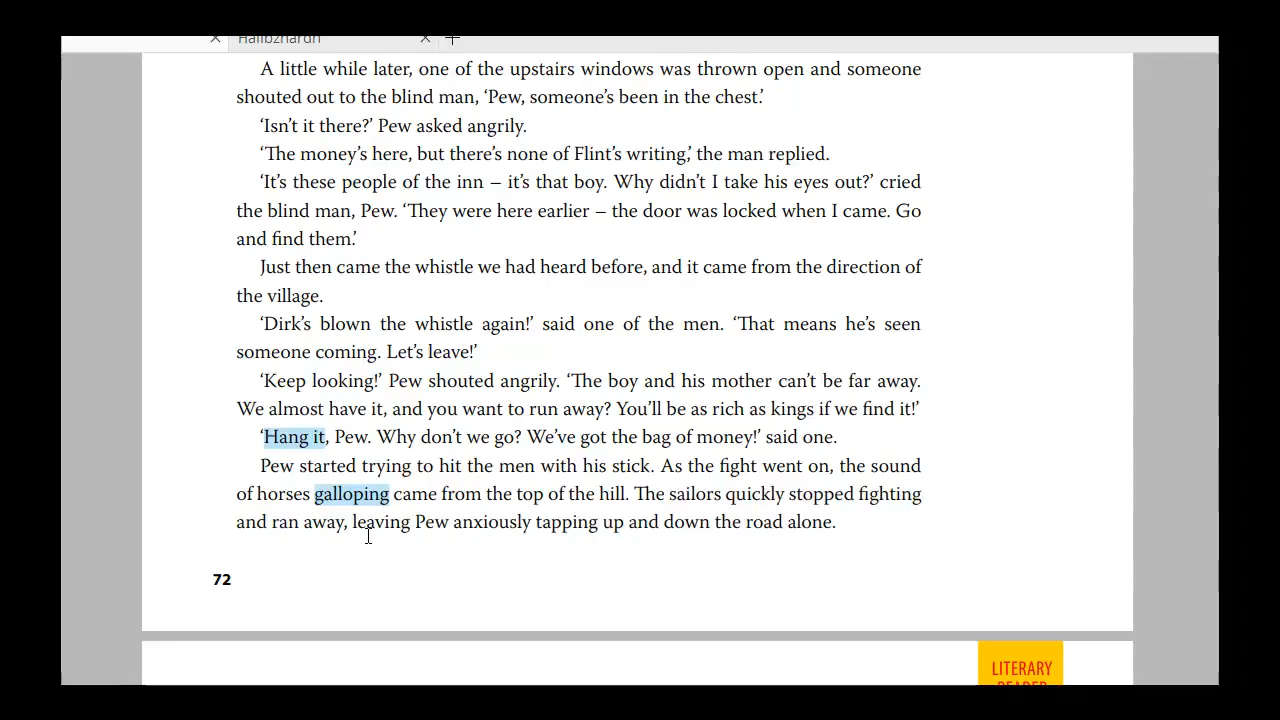 Halibzhardn
A little while later, one of the upstairs windows was thrown open and someone
shouted out to the blind man, ‘Pew, someone’s been in the chest.’
‘Isn’t it there?’ Pew asked angrily.
‘The money’s here, but there’s none of Flint’s writing,’ the man replied.
‘It’s these people of the inn – it’s that boy. Why didn’t I take his eyes out?’ cried
the blind man, Pew. ‘They were here earlier – the door was locked when I came. Go
and find them.’
Just then came the whistle we had heard before, and it came from the direction of
the village.
‘Dirk’s blown the whistle again!’ said one of the men. ‘That means he’s seen
someone coming. Let’s leave!’
‘Keep looking!’ Pew shouted angrily. ‘The boy and his mother can’t be far away.
We almost have it, and you want to run away? You’ll be as rich as kings if we find it!’
‘Hang it, Pew. Why don’t we go? We’ve got the bag of money!’ said one.
Pew started trying to hit the men with his stick. As the fight went on, the sound
of horses galloping came from the top of the hill. The sailors quickly stopped fighting
and ran away, leaving Pew anxiously tapping up and down the road alone.
72
LITERARY
READER